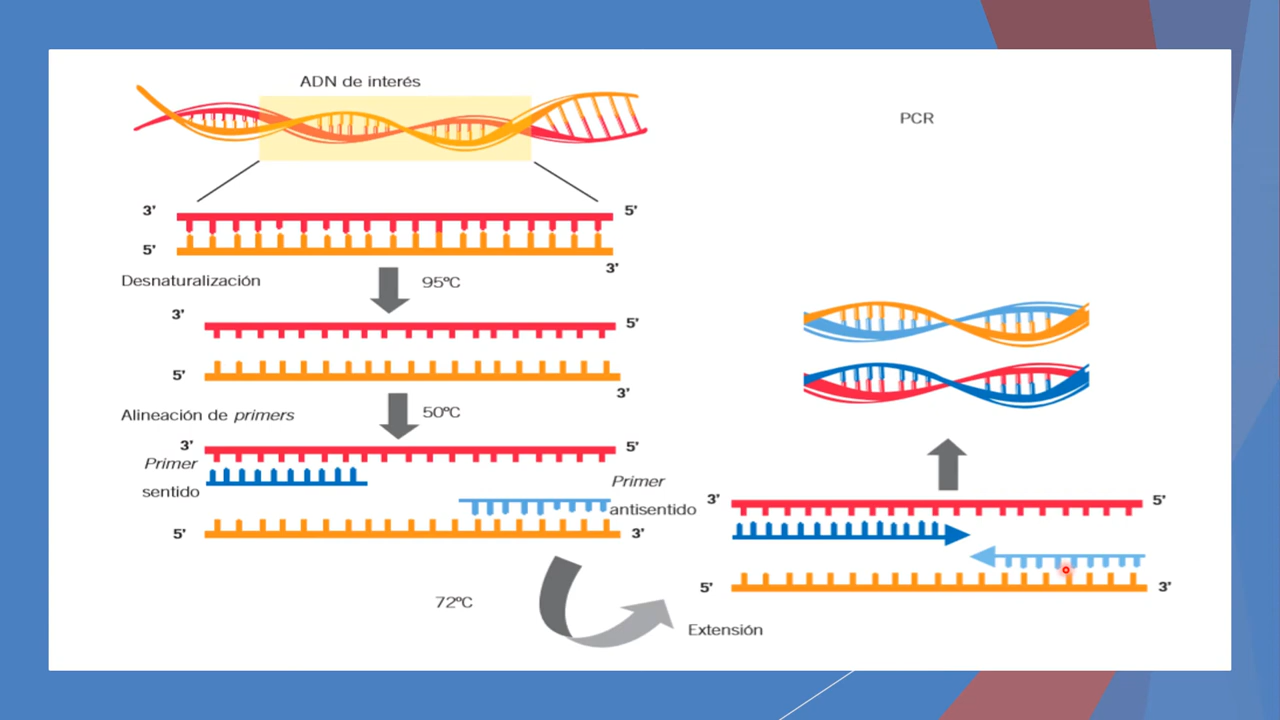 ADN de interés
PCR
3' 5'
5'
3'
Desnaturalización 95ºC
3' 5'
5'
3'
Alineación de primers 50ºC
3' 5'
Primer
sentido
Primer
antisentido
5' 3'
3' 5'
5' 3'
72ºC
Extensión